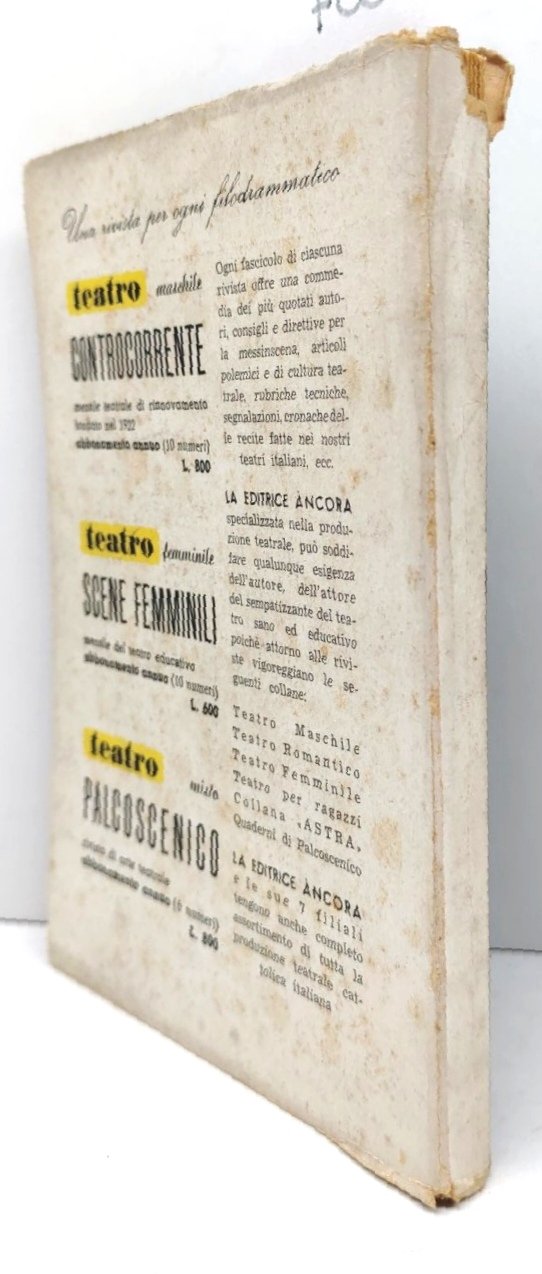 Una rivista per ogni filodrammatico
teatro maschile
CONTROCORRENTE
mensile teatrale di rinnovamento
fondato nel 1922
abbonamento annuo (10 numeri)
L. 800
teatro femminile
SCENE FEMMINILI
mensile del teatro educativo
abbonamento annuo (10 numeri)
L. 600
teatro misto
PALCOSCENICO
rivista di arte teatrale
abbonamento annuo (6 numeri)
L. 800
Ogni fascicolo di ciascuna
rivista offre una comme-
dia dei più quotati auto-
ri, consigli e direttive per
la messinscena, articoli
polemici e di cultura tea-
trale, rubriche tecniche,
segnalazioni, cronache del-
le recite fatte nei nostri
teatri italiani, ecc.
LA EDITRICE ÀNCORA
specializzata nella produ-
zione teatrale, può soddi-
sfare qualunque esigenza
dell'autore, dell'attore
del sempatizzante del tea-
tro sano ed educativo
poichè attorno alle rivi-
ste vigoreggiano le se-
guenti collane:
Teatro Maschile
Teatro Romantico
Teatro Femminile
Teatro per ragazzi
Collana «ASTRA»
Quaderni di Palcoscenico
LA EDITRICE ÀNCORA
e le sue 7 filiali
tengono anche completo
assortimento di tutta la
produzione teatrale cat-
tolica italiana